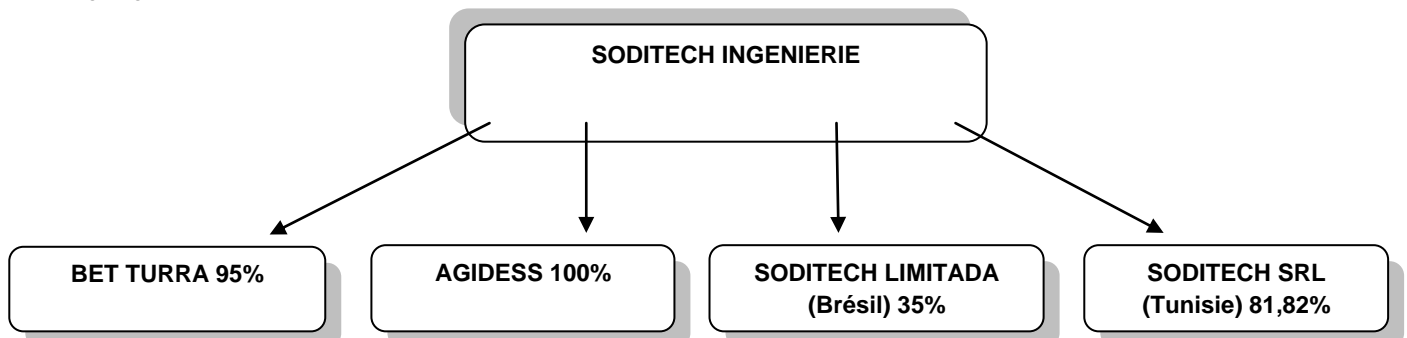 SODITECH INGENIERIE
BET TURRA 95%
AGIDESS 100%
SODITECH LIMITADA
(Brésil) 35%
SODITECH SRL
(Tunisie) 81,82%